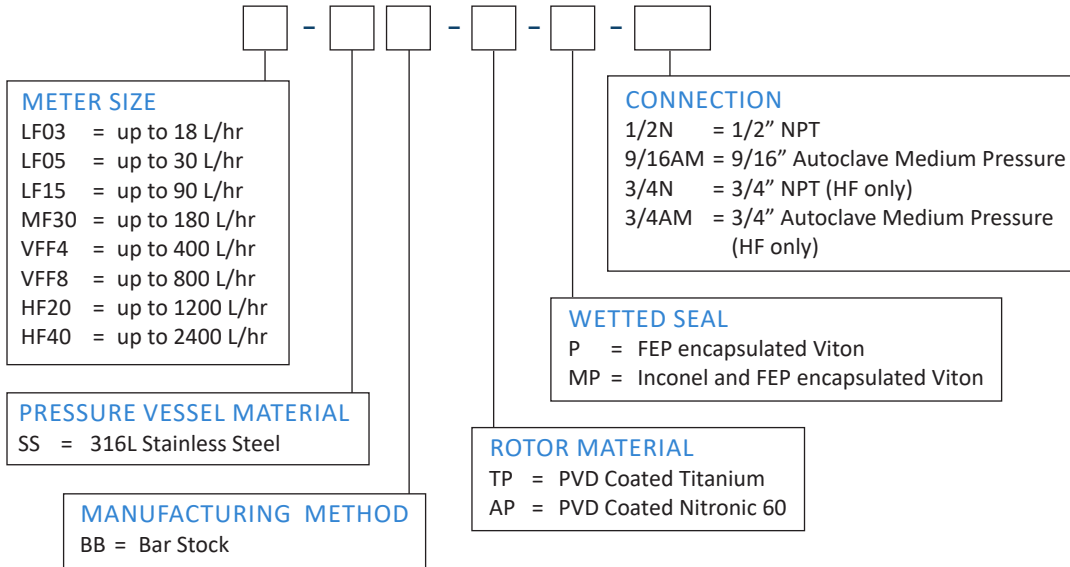 – – – –
METER SIZE
LF03 = up to 18 L/hr
LF05 = up to 30 L/hr
LF15 = up to 90 L/hr
MF30 = up to 180 L/hr
VFF4 = up to 400 L/hr
VFF8 = up to 800 L/hr
HF20 = up to 1200 L/hr
HF40 = up to 2400 L/hr
PRESSURE VESSEL MATERIAL
SS = 316L Stainless Steel
MANUFACTURING METHOD
BB = Bar Stock
CONNECTION
1/2N = 1/2” NPT
9/16AM = 9/16” Autoclave Medium Pressure
3/4N = 3/4” NPT (HF only)
3/4AM = 3/4” Autoclave Medium Pressure
(HF only)
WETTED SEAL
P = FEP encapsulated Viton
MP = Inconel and FEP encapsulated Viton
ROTOR MATERIAL
TP = PVD Coated Titanium
AP = PVD Coated Nitronic 60